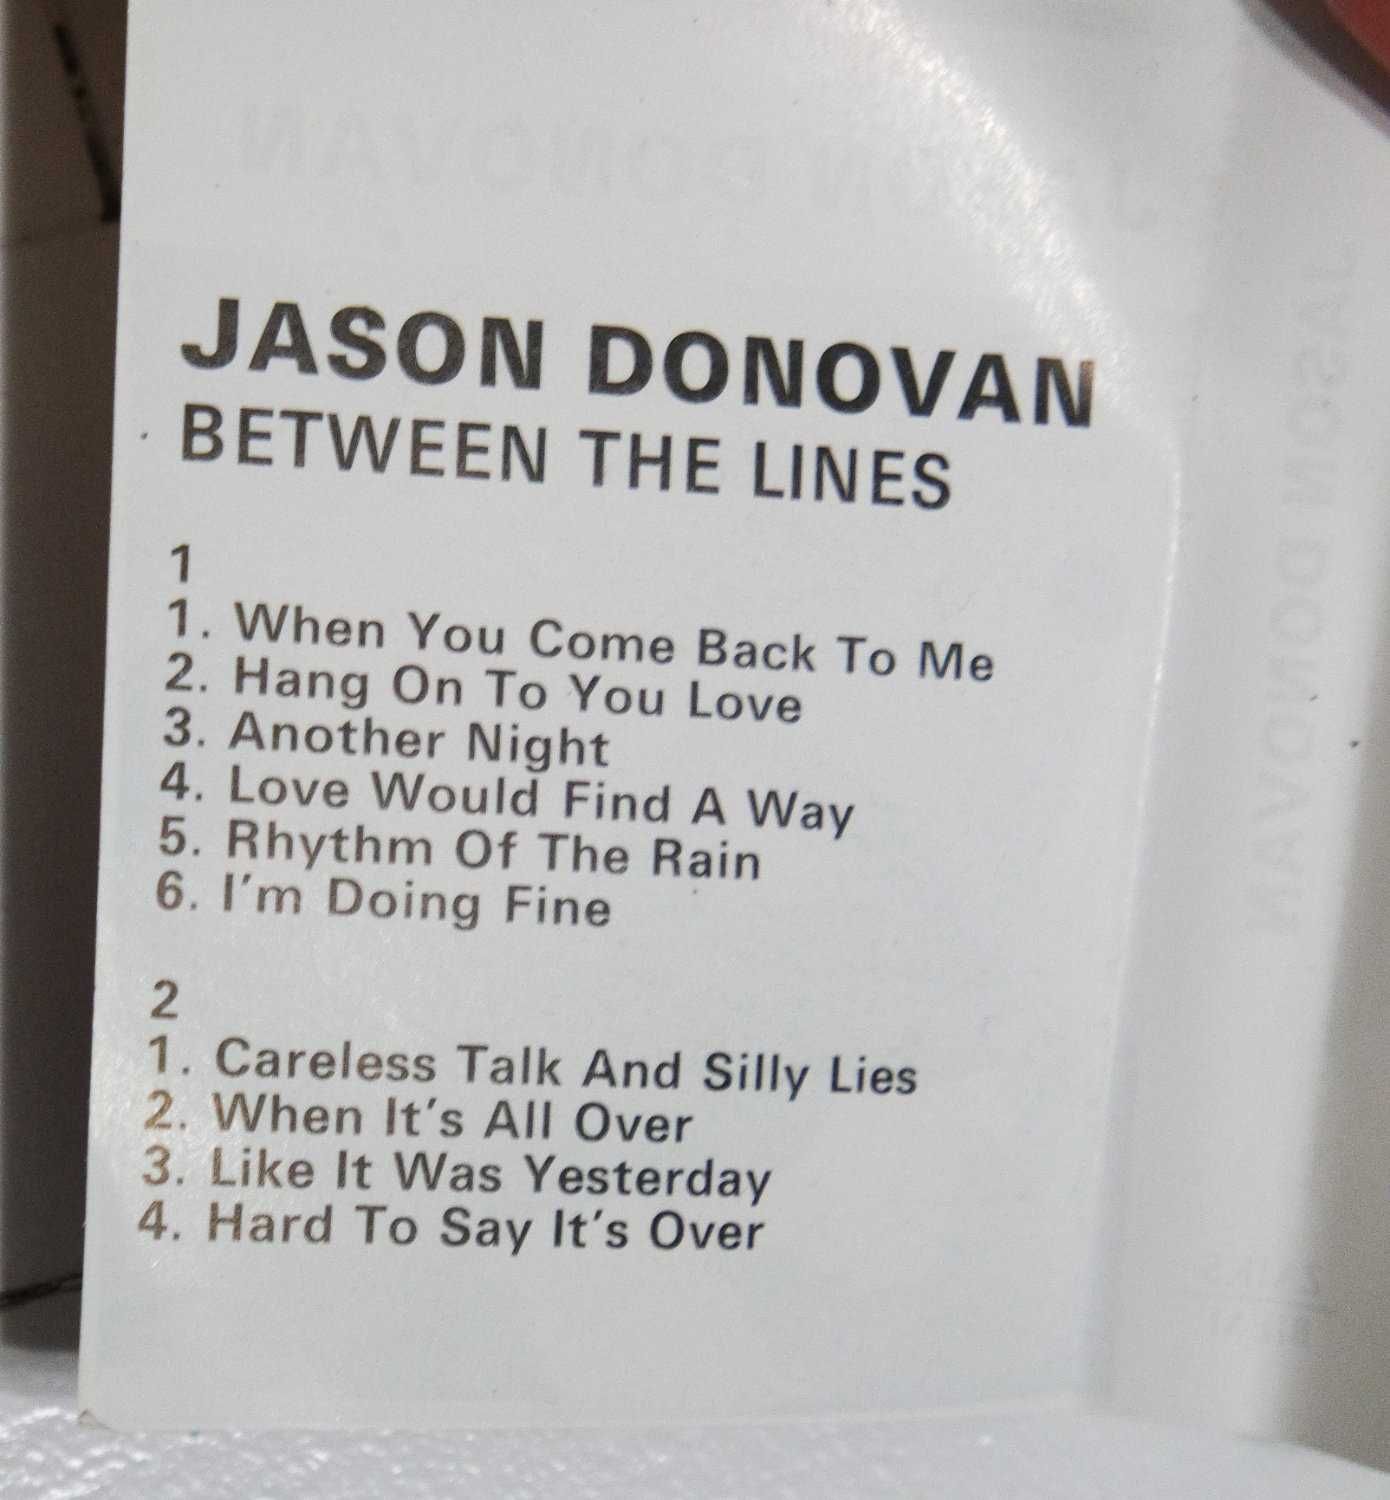 JASON DONOVAN
BETWEEN THE LINES
1
1. When You Come Back To Me
2. Hang On To You Love
3. Another Night
4. Love Would Find A Way
5. Rhythm Of The Rain
6. I'm Doing Fine
2
1. Careless Talk And Silly Lies
2. When It's All Over
3. Like It Was Yesterday
4. Hard To Say It's Over
JASON DONOVAN